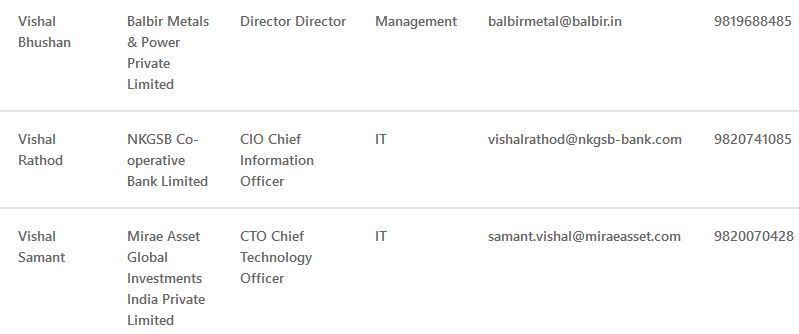 Vishal Bhushan
Balbir Metals & Power Private Limited
Director Director
Management
balbirmetal@balbir.in
9819688485
Vishal Rathod
NKGSB Co-operative Bank Limited
CIO Chief Information Officer
IT
vishalrathod@nkgsb-bank.com
9820741085
Vishal Samant
Mirae Asset Global Investments India Private Limited
CTO Chief Technology Officer
IT
samant.vishal@miraeasset.com
9820070428